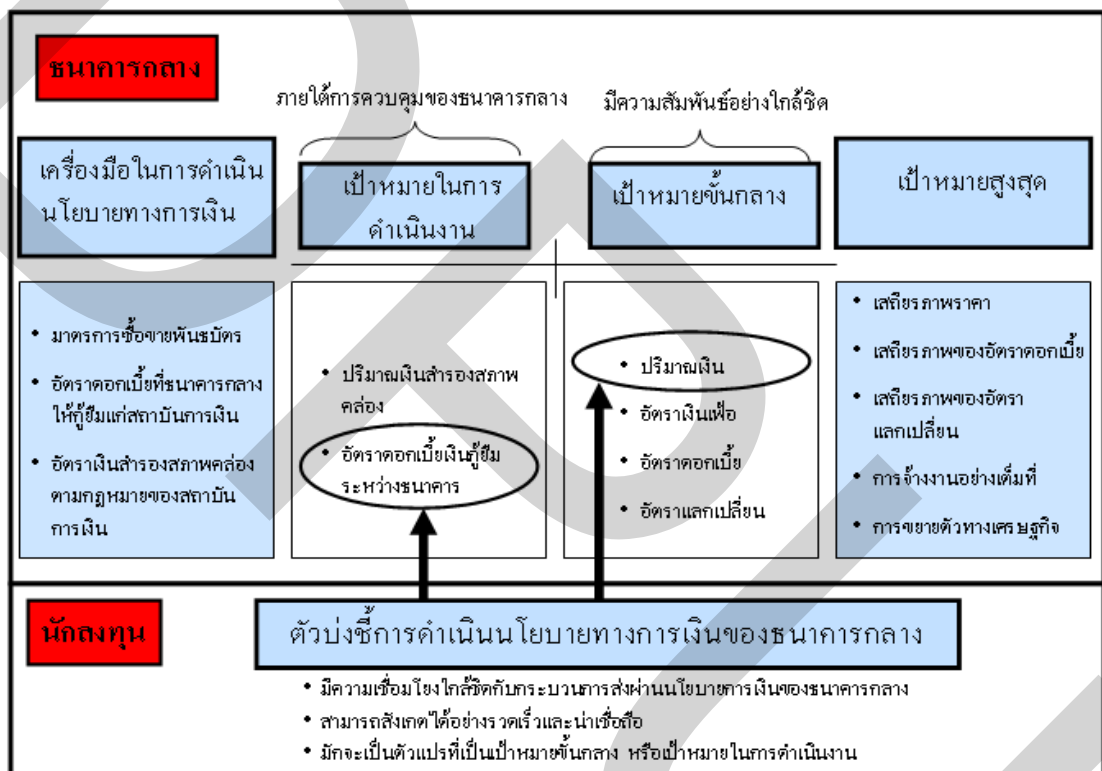 ธนาคารกลาง
ภายใต้การควบคุมของธนาคารกลาง
มีความสัมพันธ์อย่างใกล้ชิด
เครื่องมือในการดำเนิน
นโยบายทางการเงิน
เป้าหมายในการ
ดำเนินงาน
เป้าหมายขั้นกลาง
เป้าหมายสูงสุด
• มาตรการซื้อขายพันธบัตร
• อัตราดอกเบี้ยที่ธนาคารกลาง
ให้กู้ยืมแก่สถาบันการเงิน
• อัตราเงินสำรองสภาพคล่อง
ตามกฎหมายของสถาบัน
การเงิน
• ปริมาณเงินสำรองสภาพ
คล่อง
• อัตราดอกเบี้ยเงินกู้ยืม
ระหว่างธนาคาร
• ปริมาณเงิน
• อัตราเงินเฟ้อ
• อัตราดอกเบี้ย
• อัตราแลกเปลี่ยน
• เสถียรภาพราคา
• เสถียรภาพของอัตราดอกเบี้ย
• เสถียรภาพของอัตรา
แลกเปลี่ยน
• การจ้างงานอย่างเต็มที่
• การขยายตัวทางเศรษฐกิจ
นักลงทุน
ตัวบ่งชี้การดำเนินนโยบายทางการเงินของธนาคารกลาง
• มีความเชื่อมโยงใกล้ชิดกับกระบวนการส่งผ่านนโยบายการเงินของธนาคารกลาง
• สามารถสังเกตได้อย่างรวดเร็วและน่าเชื่อถือ
• มักจะเป็นตัวแปรที่เป็นเป้าหมายขั้นกลาง หรือเป้าหมายในการดำเนินงาน